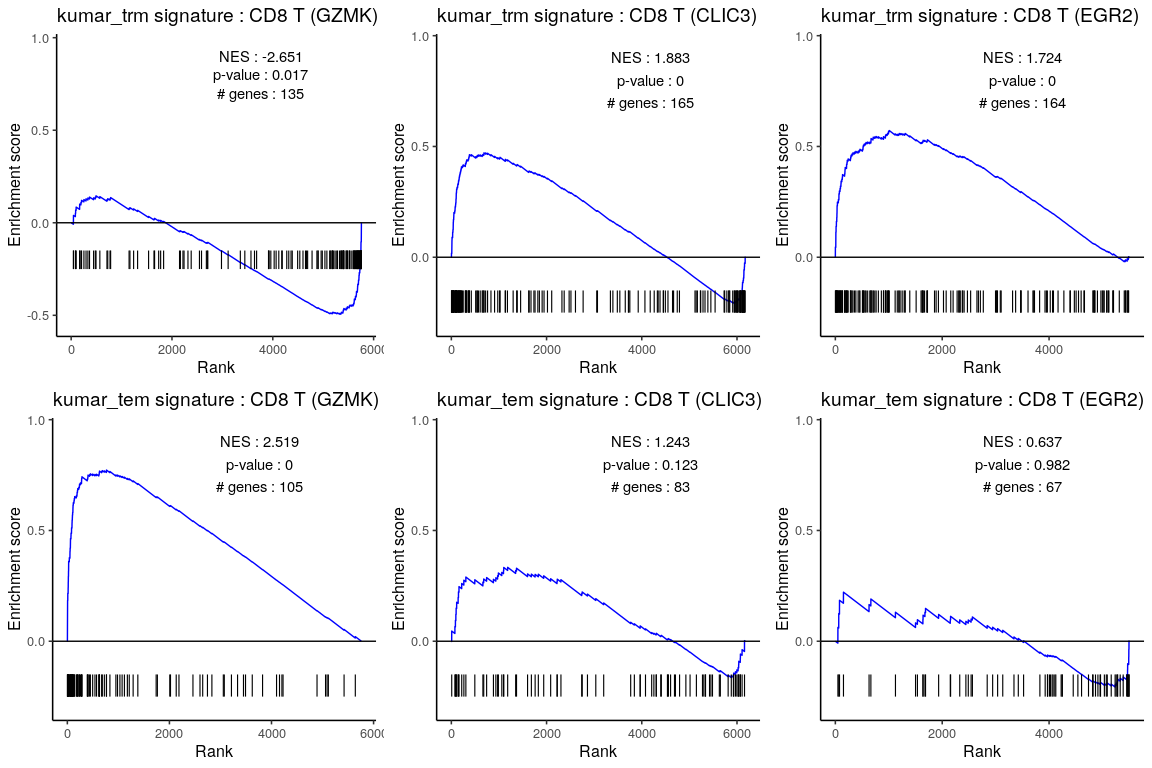 kumar_trm signature : CD8 T (GZMK)
NES : -2.651
p-value : 0.017
# genes : 135
1.0
0.5
0.0
-0.5
Enrichment score
0
2000
4000
6000
Rank
kumar_trm signature : CD8 T (CLIC3)
NES : 1.883
p-value : 0
# genes : 165
1.0
0.5
0.0
Enrichment score
0
2000
4000
6000
Rank
kumar_trm signature : CD8 T (EGR2)
NES : 1.724
p-value : 0
# genes : 164
1.0
0.5
0.0
Enrichment score
0
2000
4000
Rank
kumar_tem signature : CD8 T (GZMK)
NES : 2.519
p-value : 0
# genes : 105
1.0
0.5
0.0
Enrichment score
0
2000
4000
6000
Rank
kumar_tem signature : CD8 T (CLIC3)
NES : 1.243
p-value : 0.123
# genes : 83
1.0
0.5
0.0
Enrichment score
0
2000
4000
6000
Rank
kumar_tem signature : CD8 T (EGR2)
NES : 0.637
p-value : 0.982
# genes : 67
1.0
0.5
0.0
Enrichment score
0
2000
4000
Rank